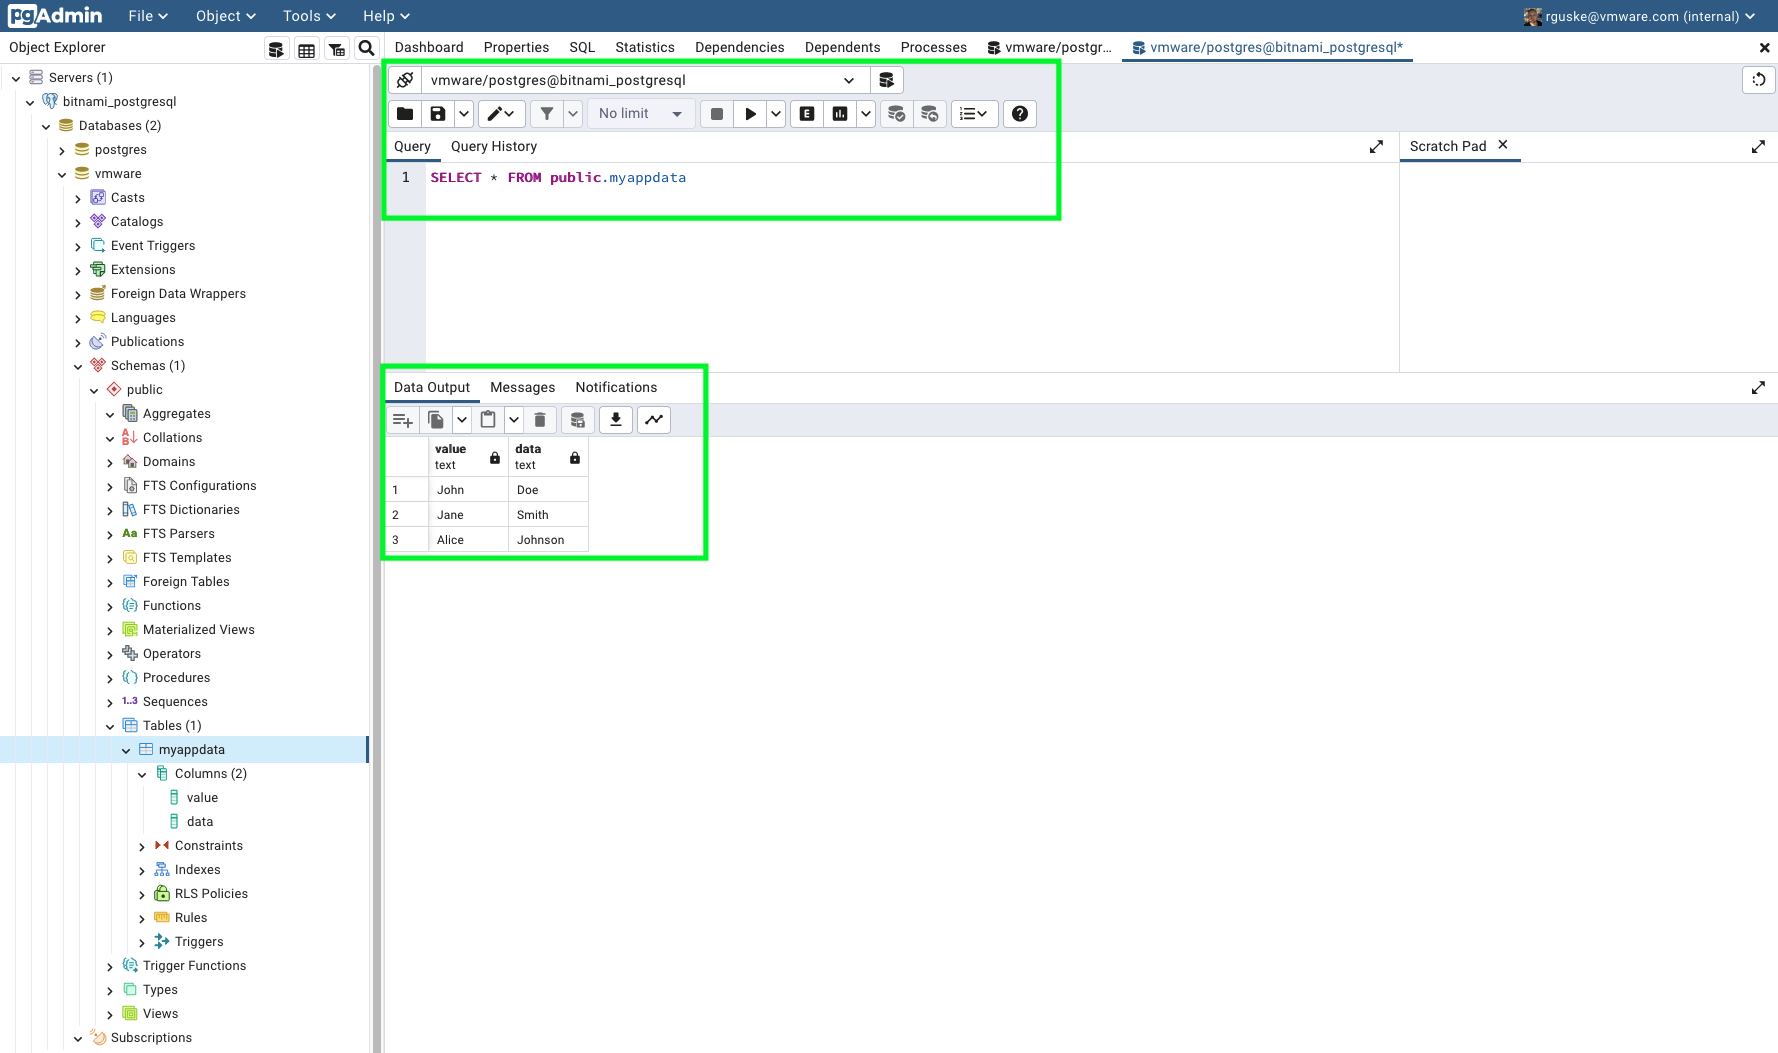 pgAdmin File Object Tools Help rguske@vmware.com (internal)
Object Explorer
Dashboard Properties SQL Statistics Dependencies Dependents Processes vmware/postgr... vmware/postgres@bitnami_postgresql*
Servers (1)
bitnami_postgresql
Databases (2)
postgres
vmware
Casts
Catalogs
Event Triggers
Extensions
Foreign Data Wrappers
Languages
Publications
Schemas (1)
public
Aggregates
Collations
Domains
FTS Configurations
FTS Dictionaries
Aa FTS Parsers
FTS Templates
Foreign Tables
Functions
Materialized Views
Operators
Procedures
1..3 Sequences
Tables (1)
myappdata
Columns (2)
value
data
Constraints
Indexes
RLS Policies
Rules
Triggers
Trigger Functions
Types
Views
Subscriptions
vmware/postgres@bitnami_postgresql
No limit E
Query Query History
Scratch Pad
1 SELECT * FROM public.myappdata
Data Output Messages Notifications
value data
text text
1 John Doe
2 Jane Smith
3 Alice Johnson